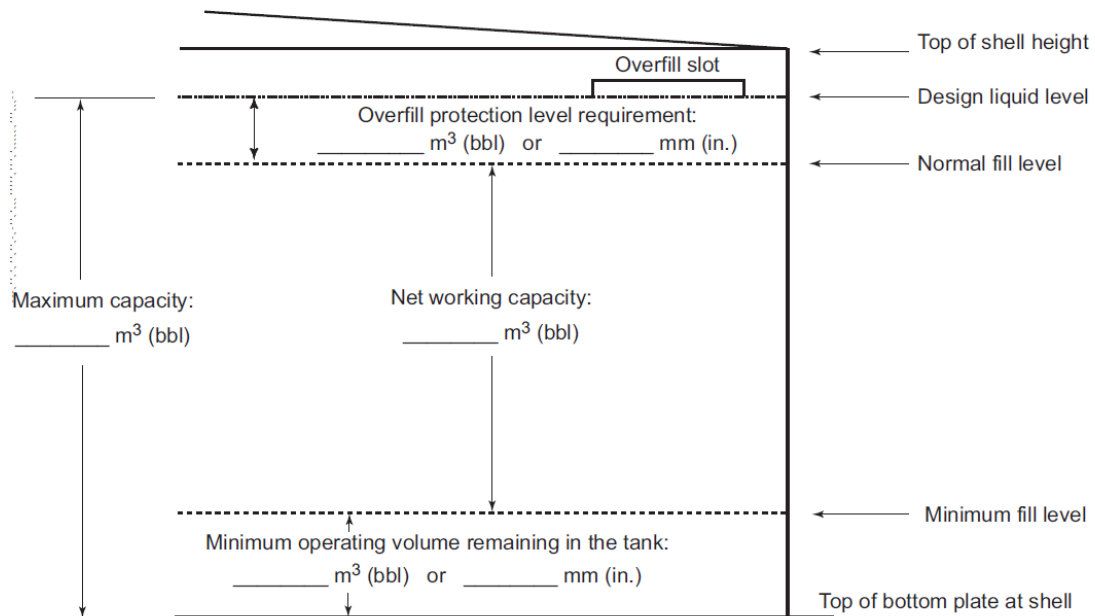 Top of shell height
Overfill slot
Design liquid level
Overfill protection level requirement:
_________ m³ (bbl) or ________ mm (in.)
Normal fill level
Maximum capacity:
________ m³ (bbl)
Net working capacity:
________ m³ (bbl)
Minimum fill level
Minimum operating volume remaining in the tank:
________ m³ (bbl) or ________ mm (in.)
Top of bottom plate at shell